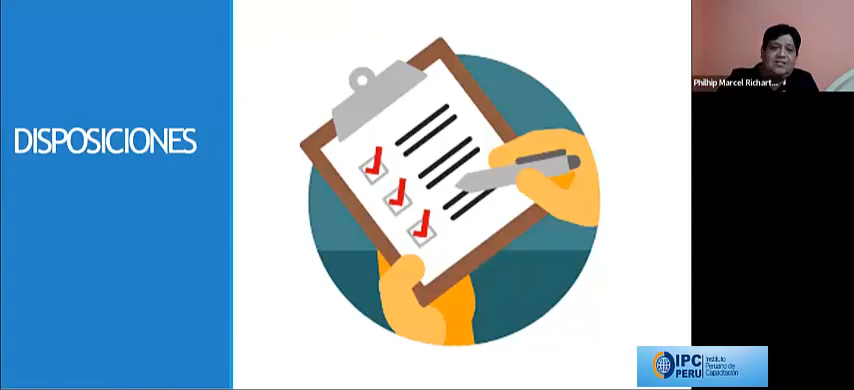 DISPOSICIONES
Philhip Marcel Richart...
IPC
PERU
Instituto
Peruano de
Capacitación